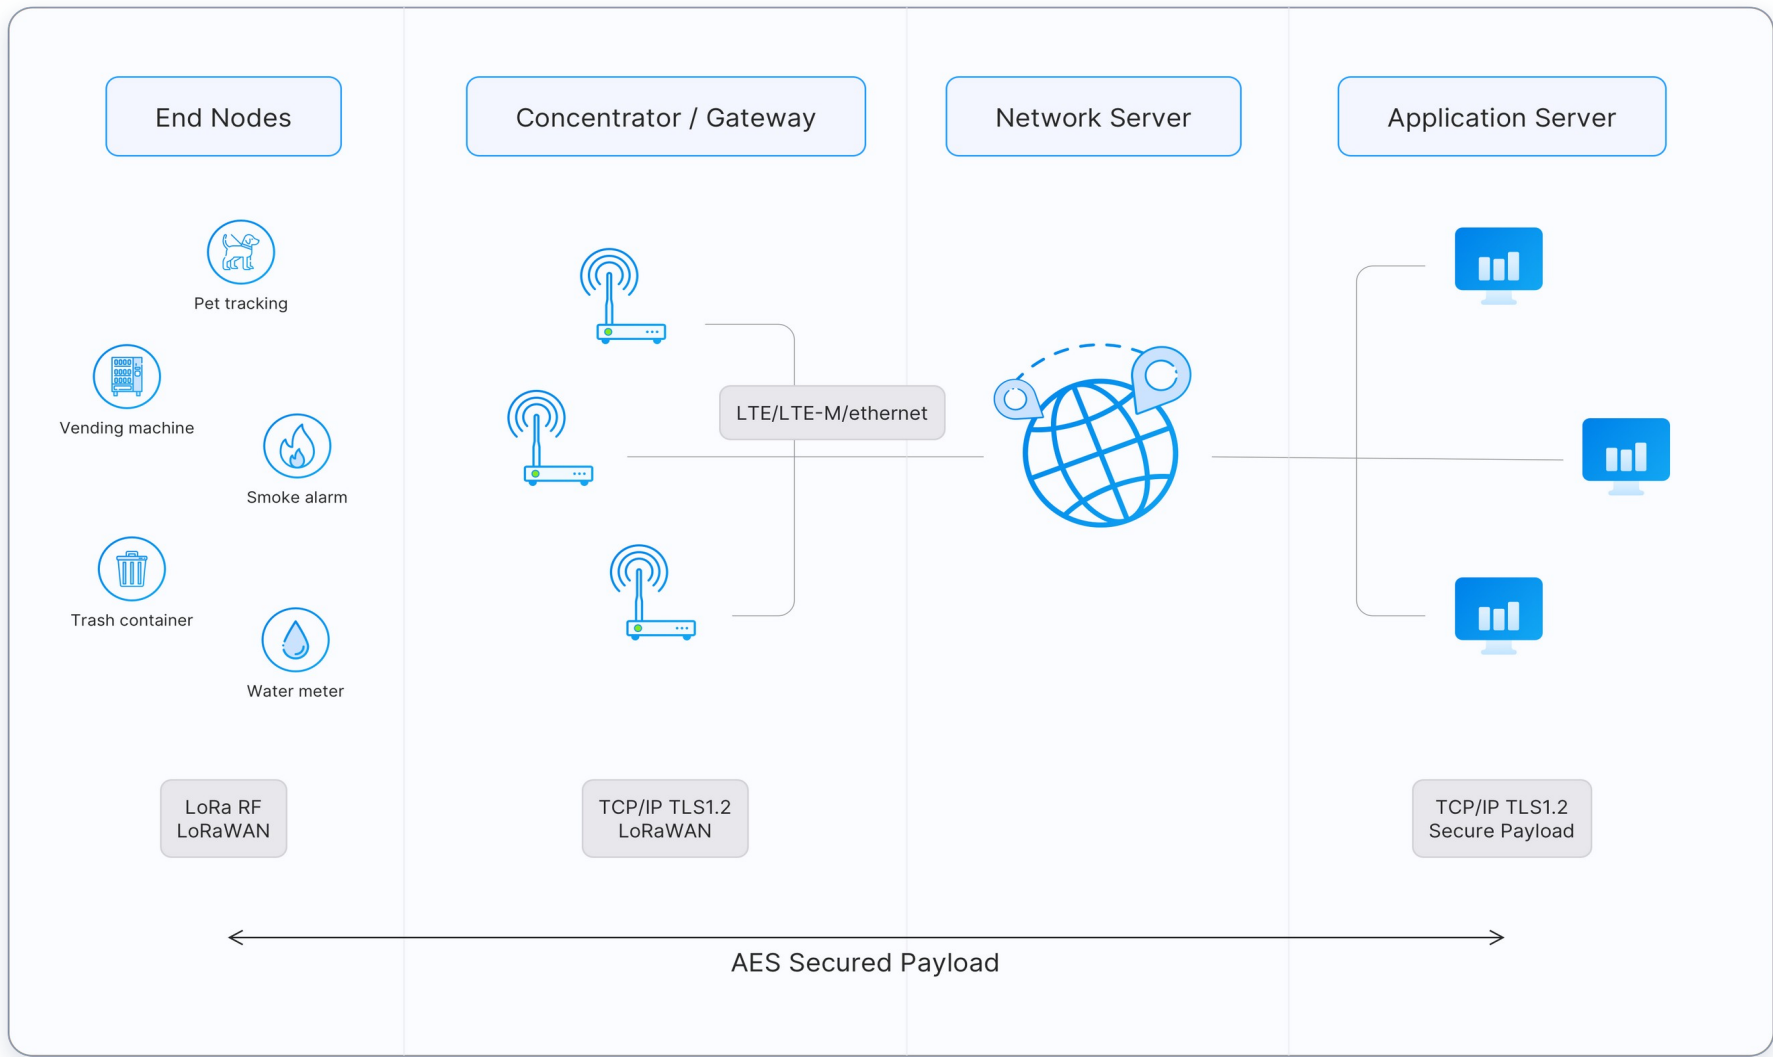 End Nodes
Concentrator / Gateway
Network Server
Application Server
Pet tracking
Vending machine
Smoke alarm
Trash container
Water meter
LTE/LTE-M/ethernet
LoRa RF
LoRaWAN
TCP/IP TLS1.2
LoRaWAN
TCP/IP TLS1.2
Secure Payload
AES Secured Payload